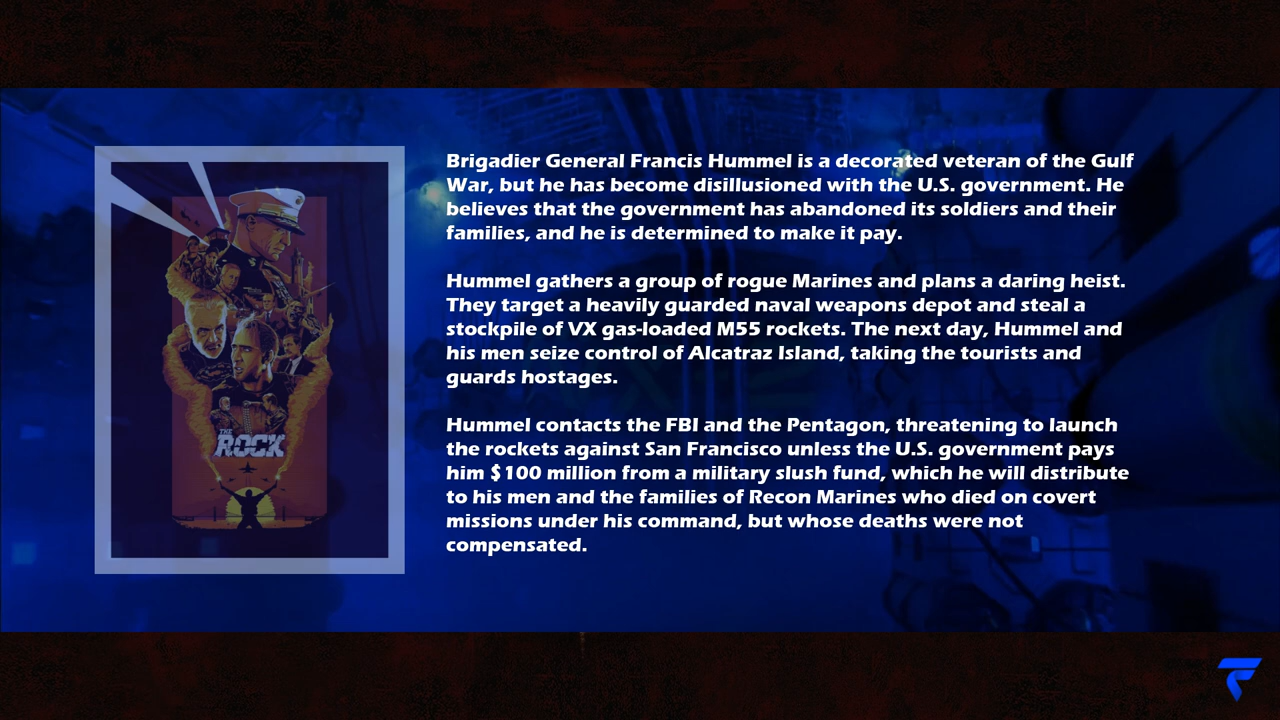 THE
ROCK
Brigadier General Francis Hummel is a decorated veteran of the Gulf
War, but he has become disillusioned with the U.S. government. He
believes that the government has abandoned its soldiers and their
families, and he is determined to make it pay.
Hummel gathers a group of rogue Marines and plans a daring heist.
They target a heavily guarded naval weapons depot and steal a
stockpile of VX gas-loaded M55 rockets. The next day, Hummel and
his men seize control of Alcatraz Island, taking the tourists and
guards hostages.
Hummel contacts the FBI and the Pentagon, threatening to launch
the rockets against San Francisco unless the U.S. government pays
him $100 million from a military slush fund, which he will distribute
to his men and the families of Recon Marines who died on covert
missions under his command, but whose deaths were not
compensated.